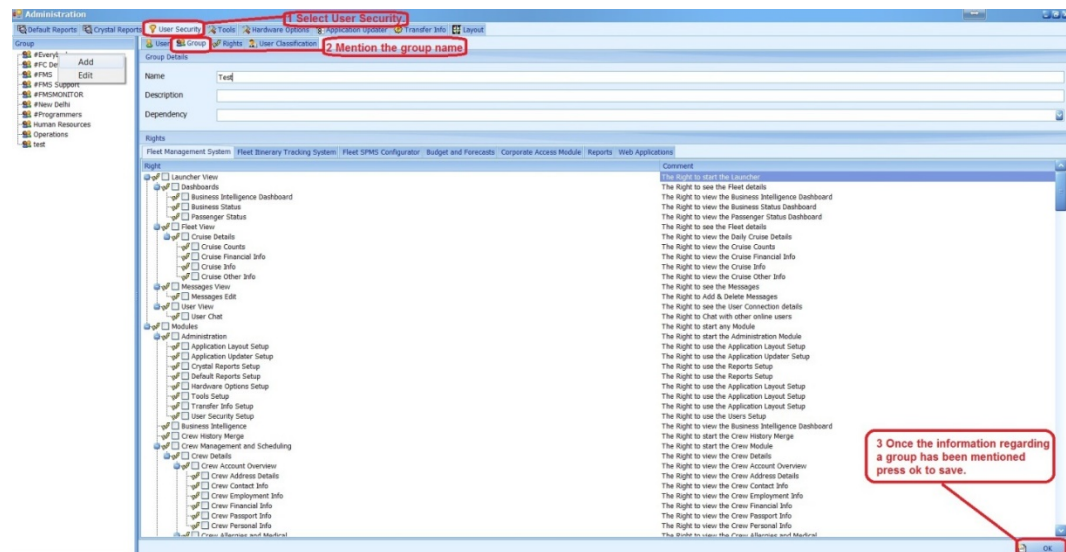 Administration
Default Reports Crystal Reports User Security Tools Hardware Options Application Updater Transfer Info Layout
1 Select User Security.
Group
User Group Rights User Classification
2 Mention the group name
#FC De
#FMS
#FMS Support
#FMSMONITOR
#New Delhi
#Programmers
Human Resources
Operations
test
Add
Edit
Group Details
Name Test
Description
Dependency
Rights
Fleet Management System Fleet Itinerary Tracking System Fleet SPMS Configurator Budget and Forecasts Corporate Access Module Reports Web Applications
Right Comment
Launcher View The Right to start the Launcher
Dashboards The Right to see the Fleet details
Business Intelligence Dashboard The Right to view the Business Intelligence Dashboard
Business Status The Right to view the Business Status Dashboard
Passenger Status The Right to view the Passenger Status Dashboard
Fleet View The Right to see the Fleet details
Cruise Details The Right to view the Daily Cruise Details
Cruise Counts The Right to view the Cruise Counts
Cruise Financial Info The Right to view the Cruise Financial Info
Cruise Info The Right to view the Cruise Info
Cruise Other Info The Right to view the Cruise Other Info
Messages View The Right to see the Messages
Messages Edit The Right to Add & Delete Messages
User View The Right to see the User Connection details
User Chat The Right to Chat with other online users
Modules The Right to start any Module
Administration The Right to start the Administration Module
Application Layout Setup The Right to use the Application Layout Setup
Application Updater Setup The Right to use the Application Updater Setup
Crystal Reports Setup The Right to use the Reports Setup
Default Reports Setup The Right to use the Reports Setup
Hardware Options Setup The Right to use the Application Layout Setup
Tools Setup The Right to use the Application Layout Setup
Transfer Info Setup The Right to use the Application Layout Setup
User Security Setup The Right to use the Users Setup
Business Intelligence The Right to view the Business Intelligence Dashboard
Crew History Merge The Right to start the Crew History Merge
Crew Management and Scheduling The Right to start the Crew Module
Crew Details The Right to view the Crew Details
Crew Account Overview The Right to view the Crew Account Overview
Crew Address Details The Right to view the Crew Address Details
Crew Contact Info The Right to view the Crew Contact Info
Crew Employment Info The Right to view the Crew Employment Info
Crew Financial Info The Right to view the Crew Financial Info
Crew Passport Info The Right to view the Crew Passport Info
Crew Personal Info The Right to view the Crew Personal Info
Crew Allergies and Medical The Right to view the Crew Allergies and Medical
3 Once the information regarding
a group has been mentioned
press ok to save.
OK